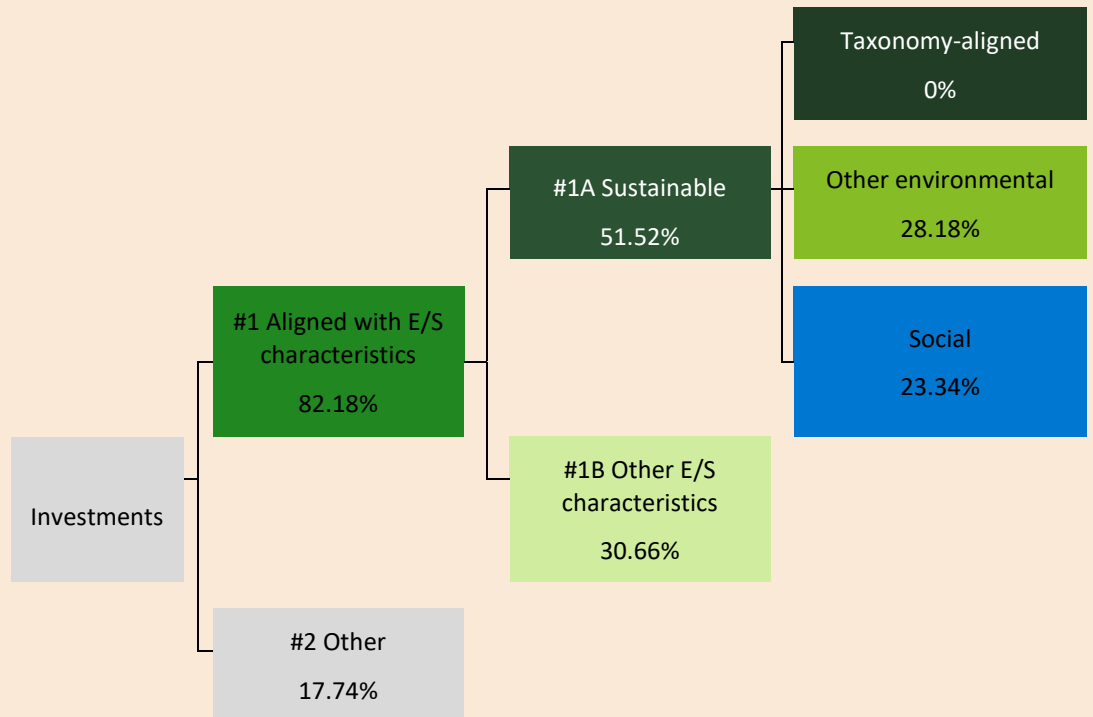 Investments
#1 Aligned with E/S
characteristics
82.18%
#2 Other
17.74%
#1A Sustainable
51.52%
#1B Other E/S
characteristics
30.66%
Taxonomy-aligned
0%
Other environmental
28.18%
Social
23.34%